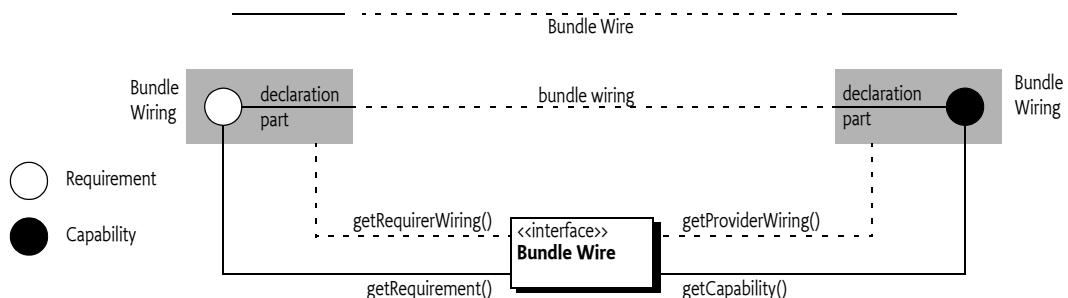 Bundle Wire
Bundle
Wiring
declaration
part
bundle wiring
declaration
part
Bundle
Wiring
Requirement
Capability
getRequirerWiring()
<<interface>>
Bundle Wire
getProviderWiring()
getRequirement()
getCapability()